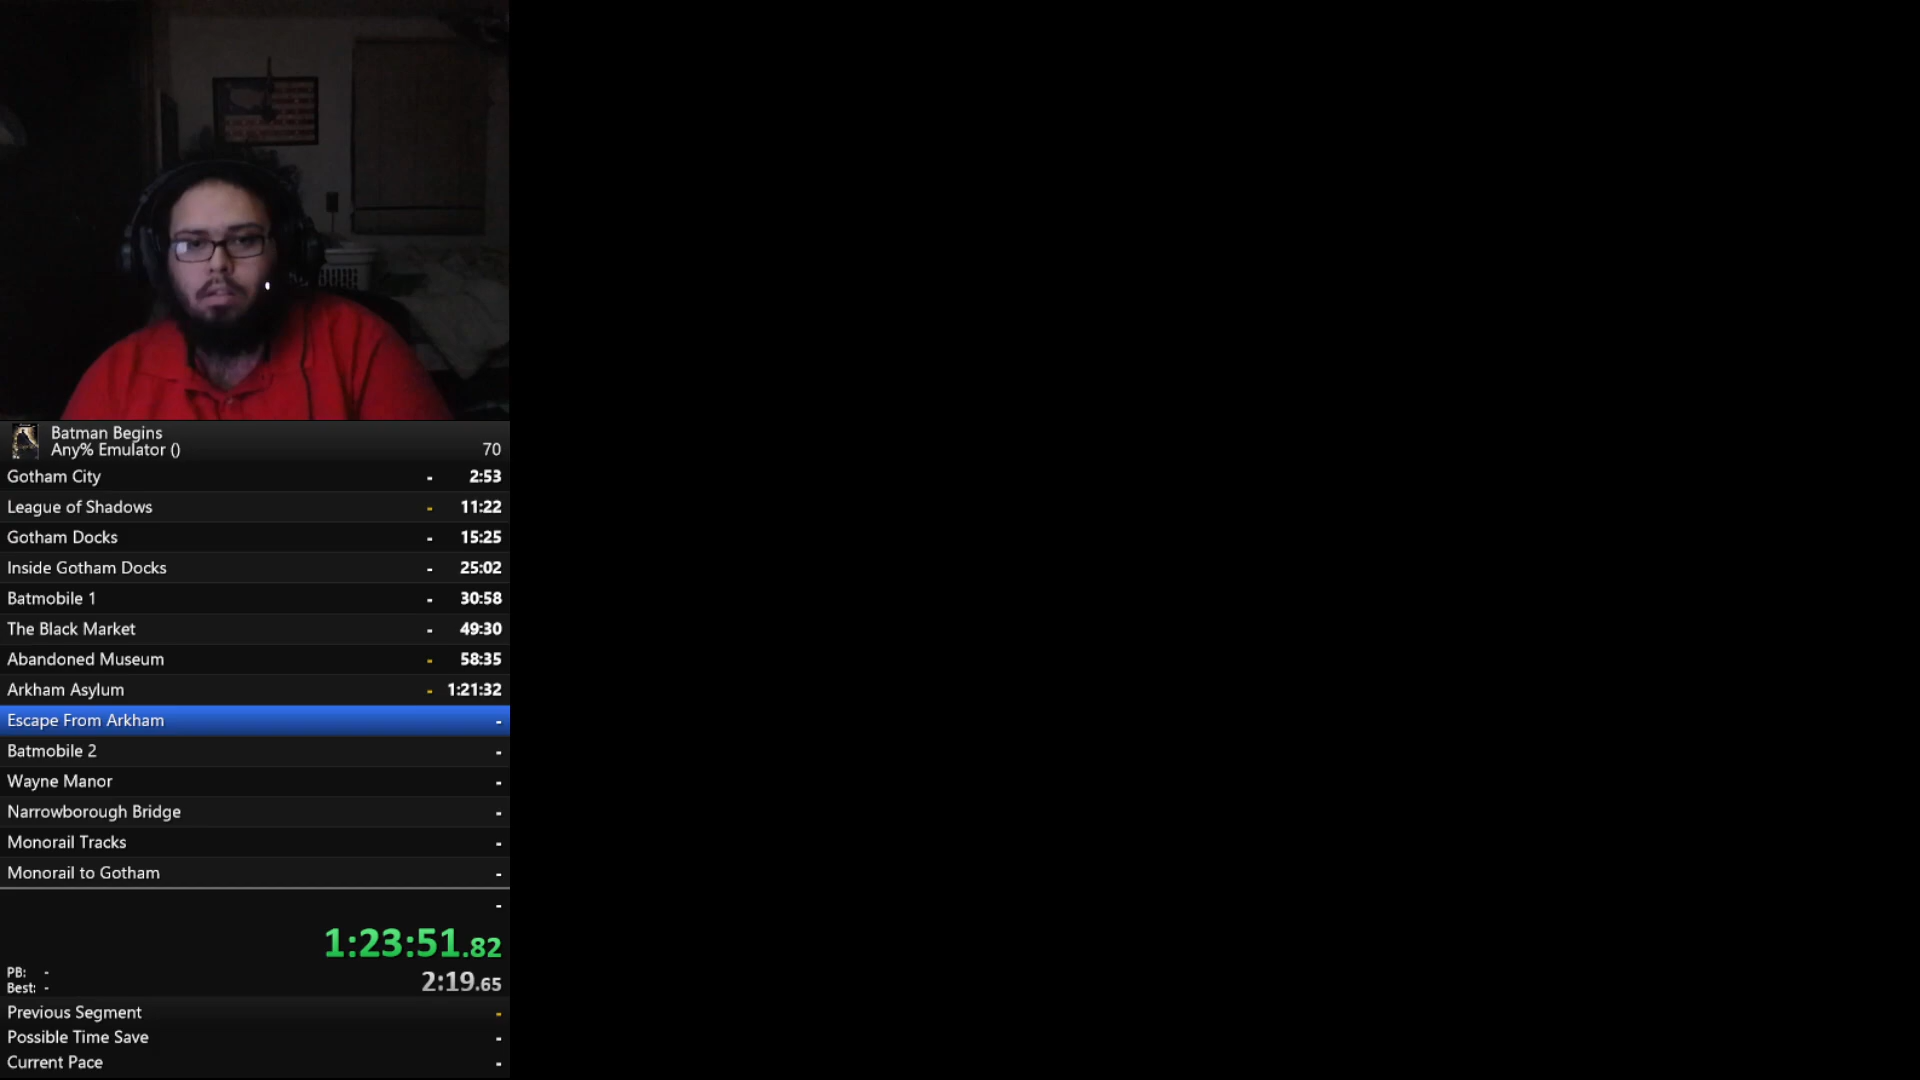 Batman Begins
Any% Emulator () 70
Gotham City - 2:53
League of Shadows - 11:22
Gotham Docks - 15:25
Inside Gotham Docks - 25:02
Batmobile 1 - 30:58
The Black Market - 49:30
Abandoned Museum - 58:35
Arkham Asylum - 1:21:32
Escape From Arkham -
Batmobile 2 -
Wayne Manor -
Narrowborough Bridge -
Monorail Tracks -
Monorail to Gotham -
-
1:23:51.82
PB: -
Best: - 2:19.65
Previous Segment -
Possible Time Save -
Current Pace -